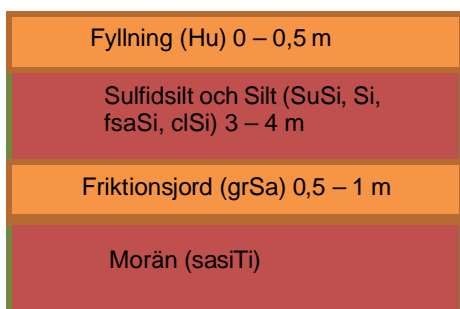 Fyllning (Hu) 0 – 0,5 m
Sulfidsilt och Silt (SuSi, Si,
fsaSi, clSi) 3 – 4 m
Friktionsjord (grSa) 0,5 – 1 m
Morän (sasiTi)